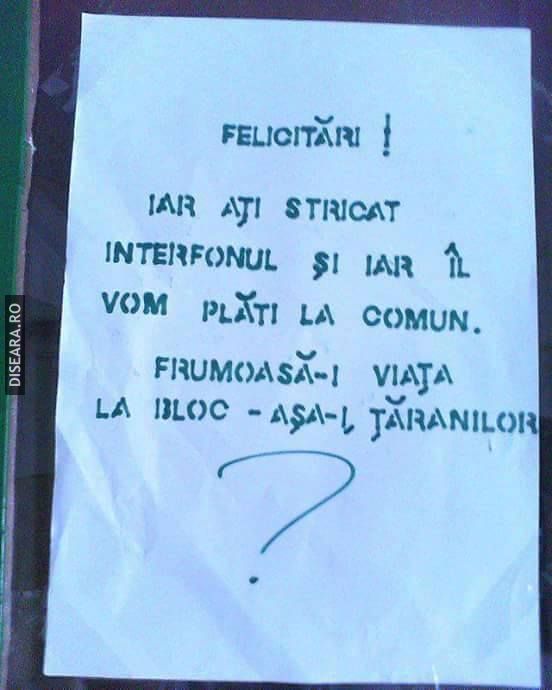 FELICITĂRI !
IAR AŢI STRICAT
INTERFONUL ŞI IAR ÎL
VOM PLĂTI LA COMUN.
FRUMOASĂ-I VIAŢA
LA BLOC - AŞA-I, ŢĂRANILOR
?
DISEARA.RO